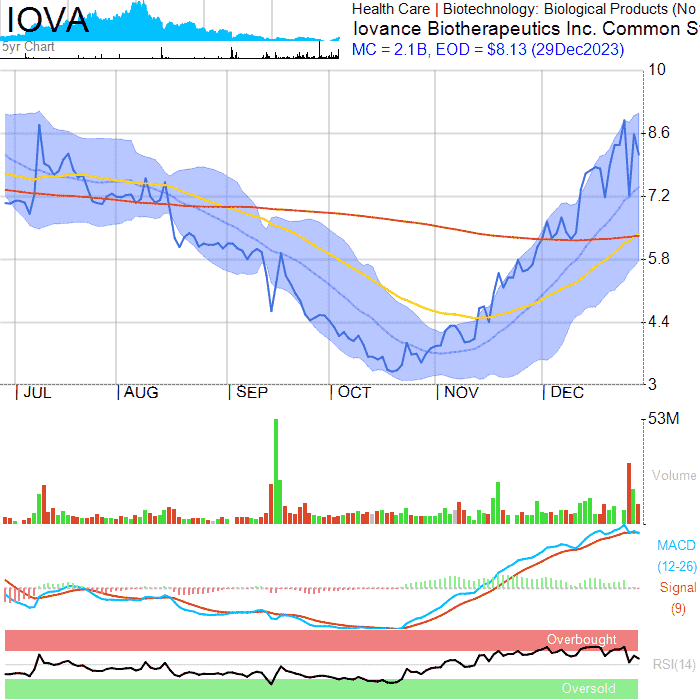 IOVA
5yr Chart
Health Care | Biotechnology: Biological Products (No
Iovance Biotherapeutics Inc. Common S
MC = 2.1B, EOD = $8.13 (29Dec2023)
10
8.6
7.2
5.8
4.4
3
JUL AUG SEP OCT NOV DEC
53M
Volume
MACD
(12-26)
Signal
(9)
Overbought
RSI(14)
Oversold